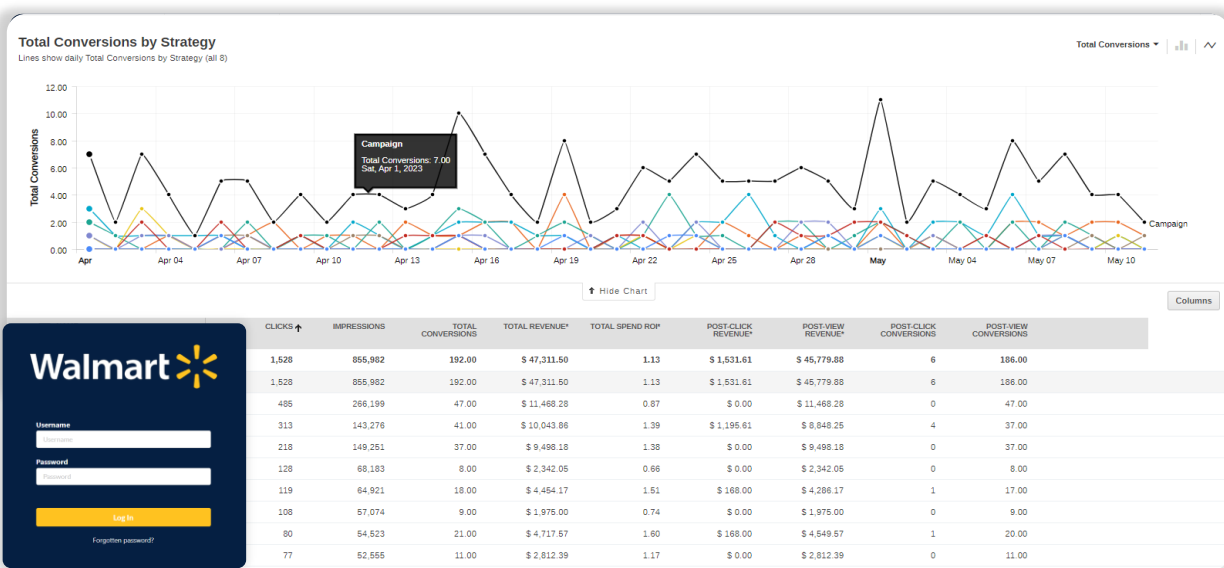 Total Conversions by Strategy
Lines show daily Total Conversions by Strategy (all 8)
Total Conversions
Total Conversions
12.00
10.00
8.00
6.00
4.00
2.00
0.00
Campaign
Total Conversions: 7.00
Sat, Apr 1, 2023
Campaign
Apr Apr 04 Apr 07 Apr 10 Apr 13 Apr 16 Apr 19 Apr 22 Apr 25 Apr 28 May May 04 May 07 May 10
Hide Chart
Columns
CLICKS IMPRESSIONS TOTAL CONVERSIONS TOTAL REVENUE* TOTAL SPEND ROI* POST-CLICK REVENUE* POST-VIEW REVENUE* POST-CLICK CONVERSIONS POST-VIEW CONVERSIONS
1,528 855,982 192.00 $ 47,311.50 1.13 $ 1,531.61 $ 45,779.88 6 186.00
1,528 855,982 192.00 $ 47,311.50 1.13 $ 1,531.61 $ 45,779.88 6 186.00
485 266,199 47.00 $ 11,468.28 0.87 $ 0.00 $ 11,468.28 0 47.00
313 143,276 41.00 $ 10,043.86 1.39 $ 1,195.61 $ 8,848.25 4 37.00
218 149,251 37.00 $ 9,498.18 1.38 $ 0.00 $ 9,498.18 0 37.00
128 68,183 8.00 $ 2,342.05 0.66 $ 0.00 $ 2,342.05 0 8.00
119 64,921 18.00 $ 4,454.17 1.51 $ 168.00 $ 4,286.17 1 17.00
108 57,074 9.00 $ 1,975.00 0.74 $ 0.00 $ 1,975.00 0 9.00
80 54,523 21.00 $ 4,717.57 1.60 $ 168.00 $ 4,549.57 1 20.00
77 52,555 11.00 $ 2,812.39 1.17 $ 0.00 $ 2,812.39 0 11.00
Walmart
Username
Username
Password
Password
Log In
Forgotten password?